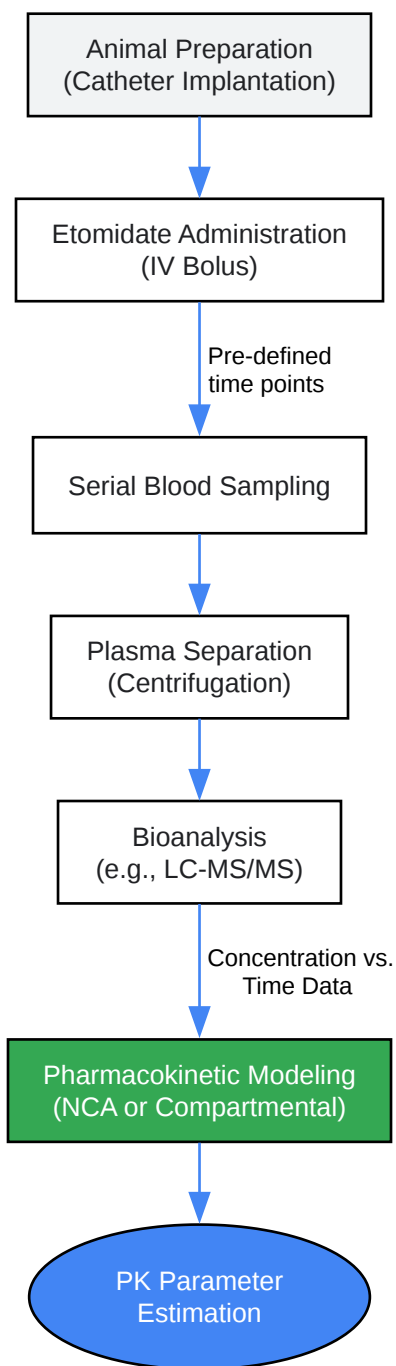 Animal Preparation
(Catheter Implantation)
Etomidate Administration
(IV Bolus)
Pre-defined
time points
Serial Blood Sampling
Plasma Separation
(Centrifugation)
Bioanalysis
(e.g., LC-MS/MS)
Concentration vs.
Time Data
Pharmacokinetic Modeling
(NCA or Compartmental)
PK Parameter
Estimation